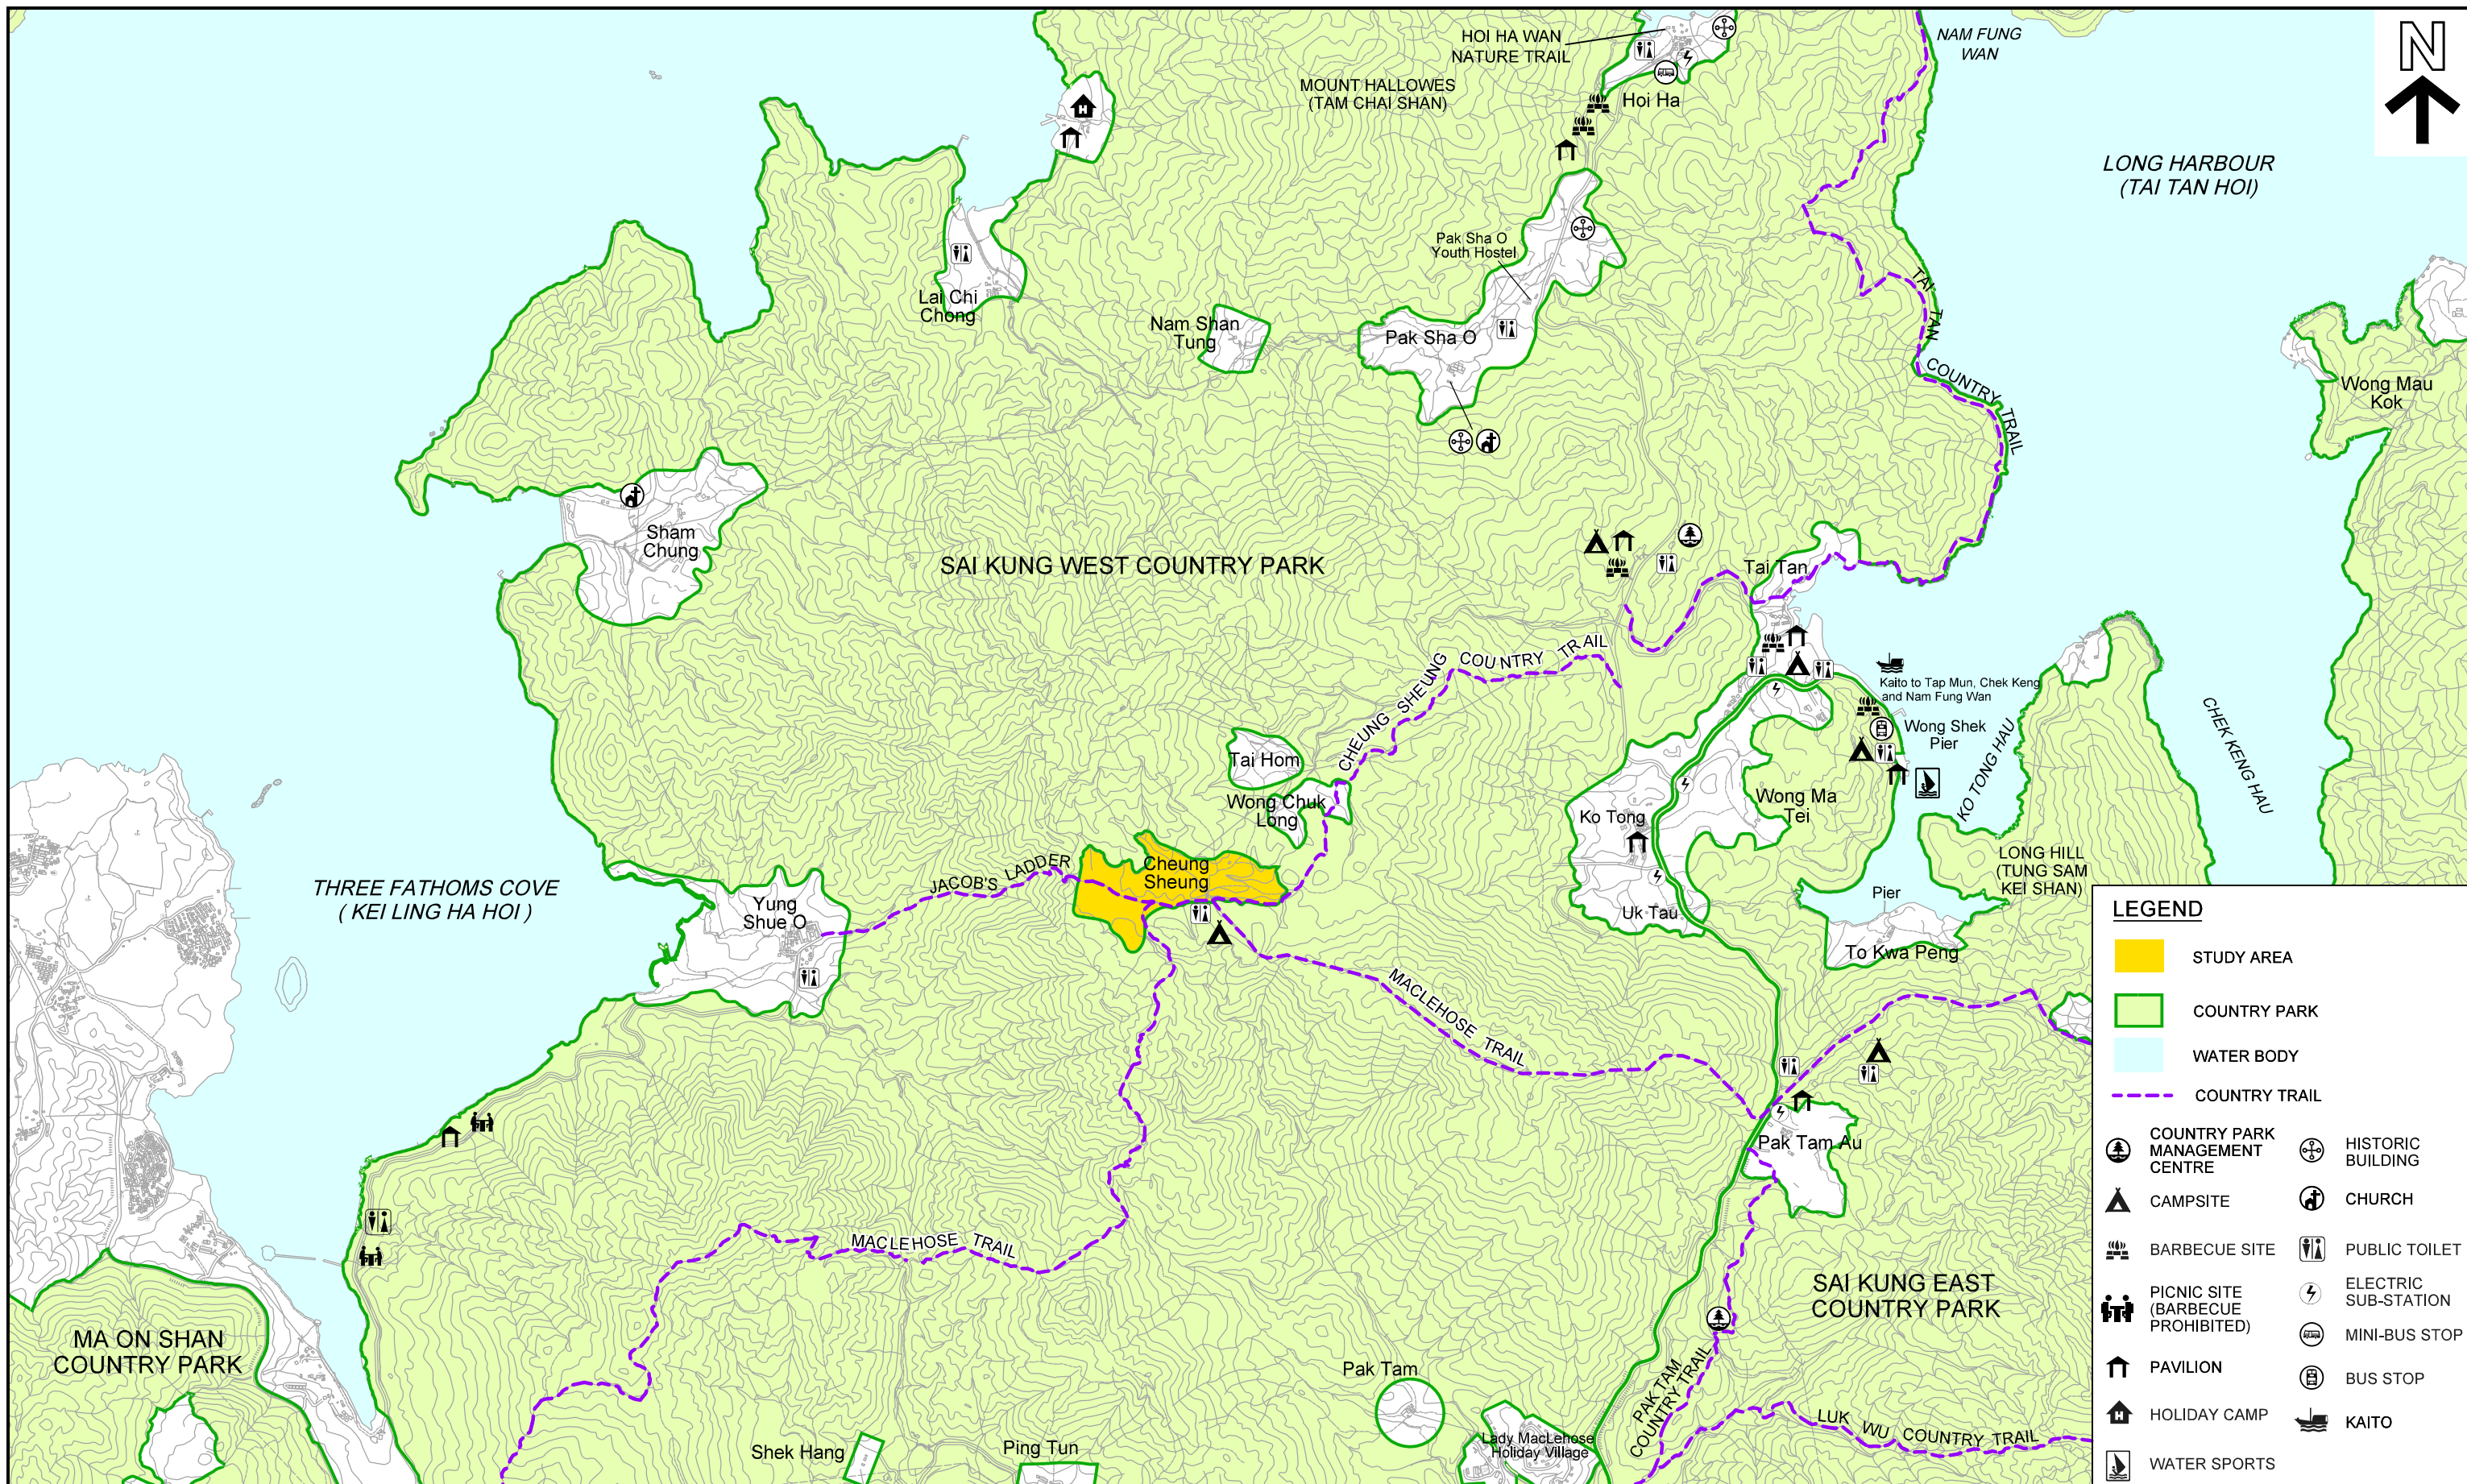 HOI HA WAN
NATURE TRAIL
NAM FUNG
WAN
N
MOUNT HALLOWES
(TAM CHAI SHAN)
Hoi Ha
LONG HARBOUR
(TAI TAN HOI)
H
Pak Sha O
Youth Hostel
Lai Chi
Chong
Nam Shan
Tung
Pak Sha O
TAI TAN COUNTRY TRAIL
Wong Mau
Kok
Sham
Chung
SAI KUNG WEST COUNTRY PARK
Tai Tan
CHEUNG SHEUNG COUNTRY TRAIL
Kaito to Tap Mun, Chek Keng
and Nam Fung Wan
Wong Shek
Pier
KO TONG HAU
CHEK KENG HAU
Tai Hom
Wong Chuk
Long
Wong Ma
Tei
Ko Tong
Cheung
Sheung
JACOB'S LADDER
LONG HILL
(TUNG SAM
KEI SHAN)
THREE FATHOMS COVE
( KEI LING HA HOI )
Yung
Shue O
Uk Tau
Pier
To Kwa Peng
MACLEHOSE TRAIL
Pak Tam Au
MACLEHOSE TRAIL
SAI KUNG EAST
COUNTRY PARK
MA ON SHAN
COUNTRY PARK
Pak Tam
PAK TAM
COUNTRY TRAIL
LUK WU COUNTRY TRAIL
Shek Hang
Ping Tun
Lady MacLehose
Holiday Village
LEGEND
STUDY AREA
COUNTRY PARK
WATER BODY
COUNTRY TRAIL
COUNTRY PARK
MANAGEMENT
CENTRE
HISTORIC
BUILDING
CAMPSITE
CHURCH
BARBECUE SITE
PUBLIC TOILET
PICNIC SITE
(BARBECUE
PROHIBITED)
ELECTRIC
SUB-STATION
MINI-BUS STOP
PAVILION
BUS STOP
H
HOLIDAY CAMP
KAITO
WATER SPORTS